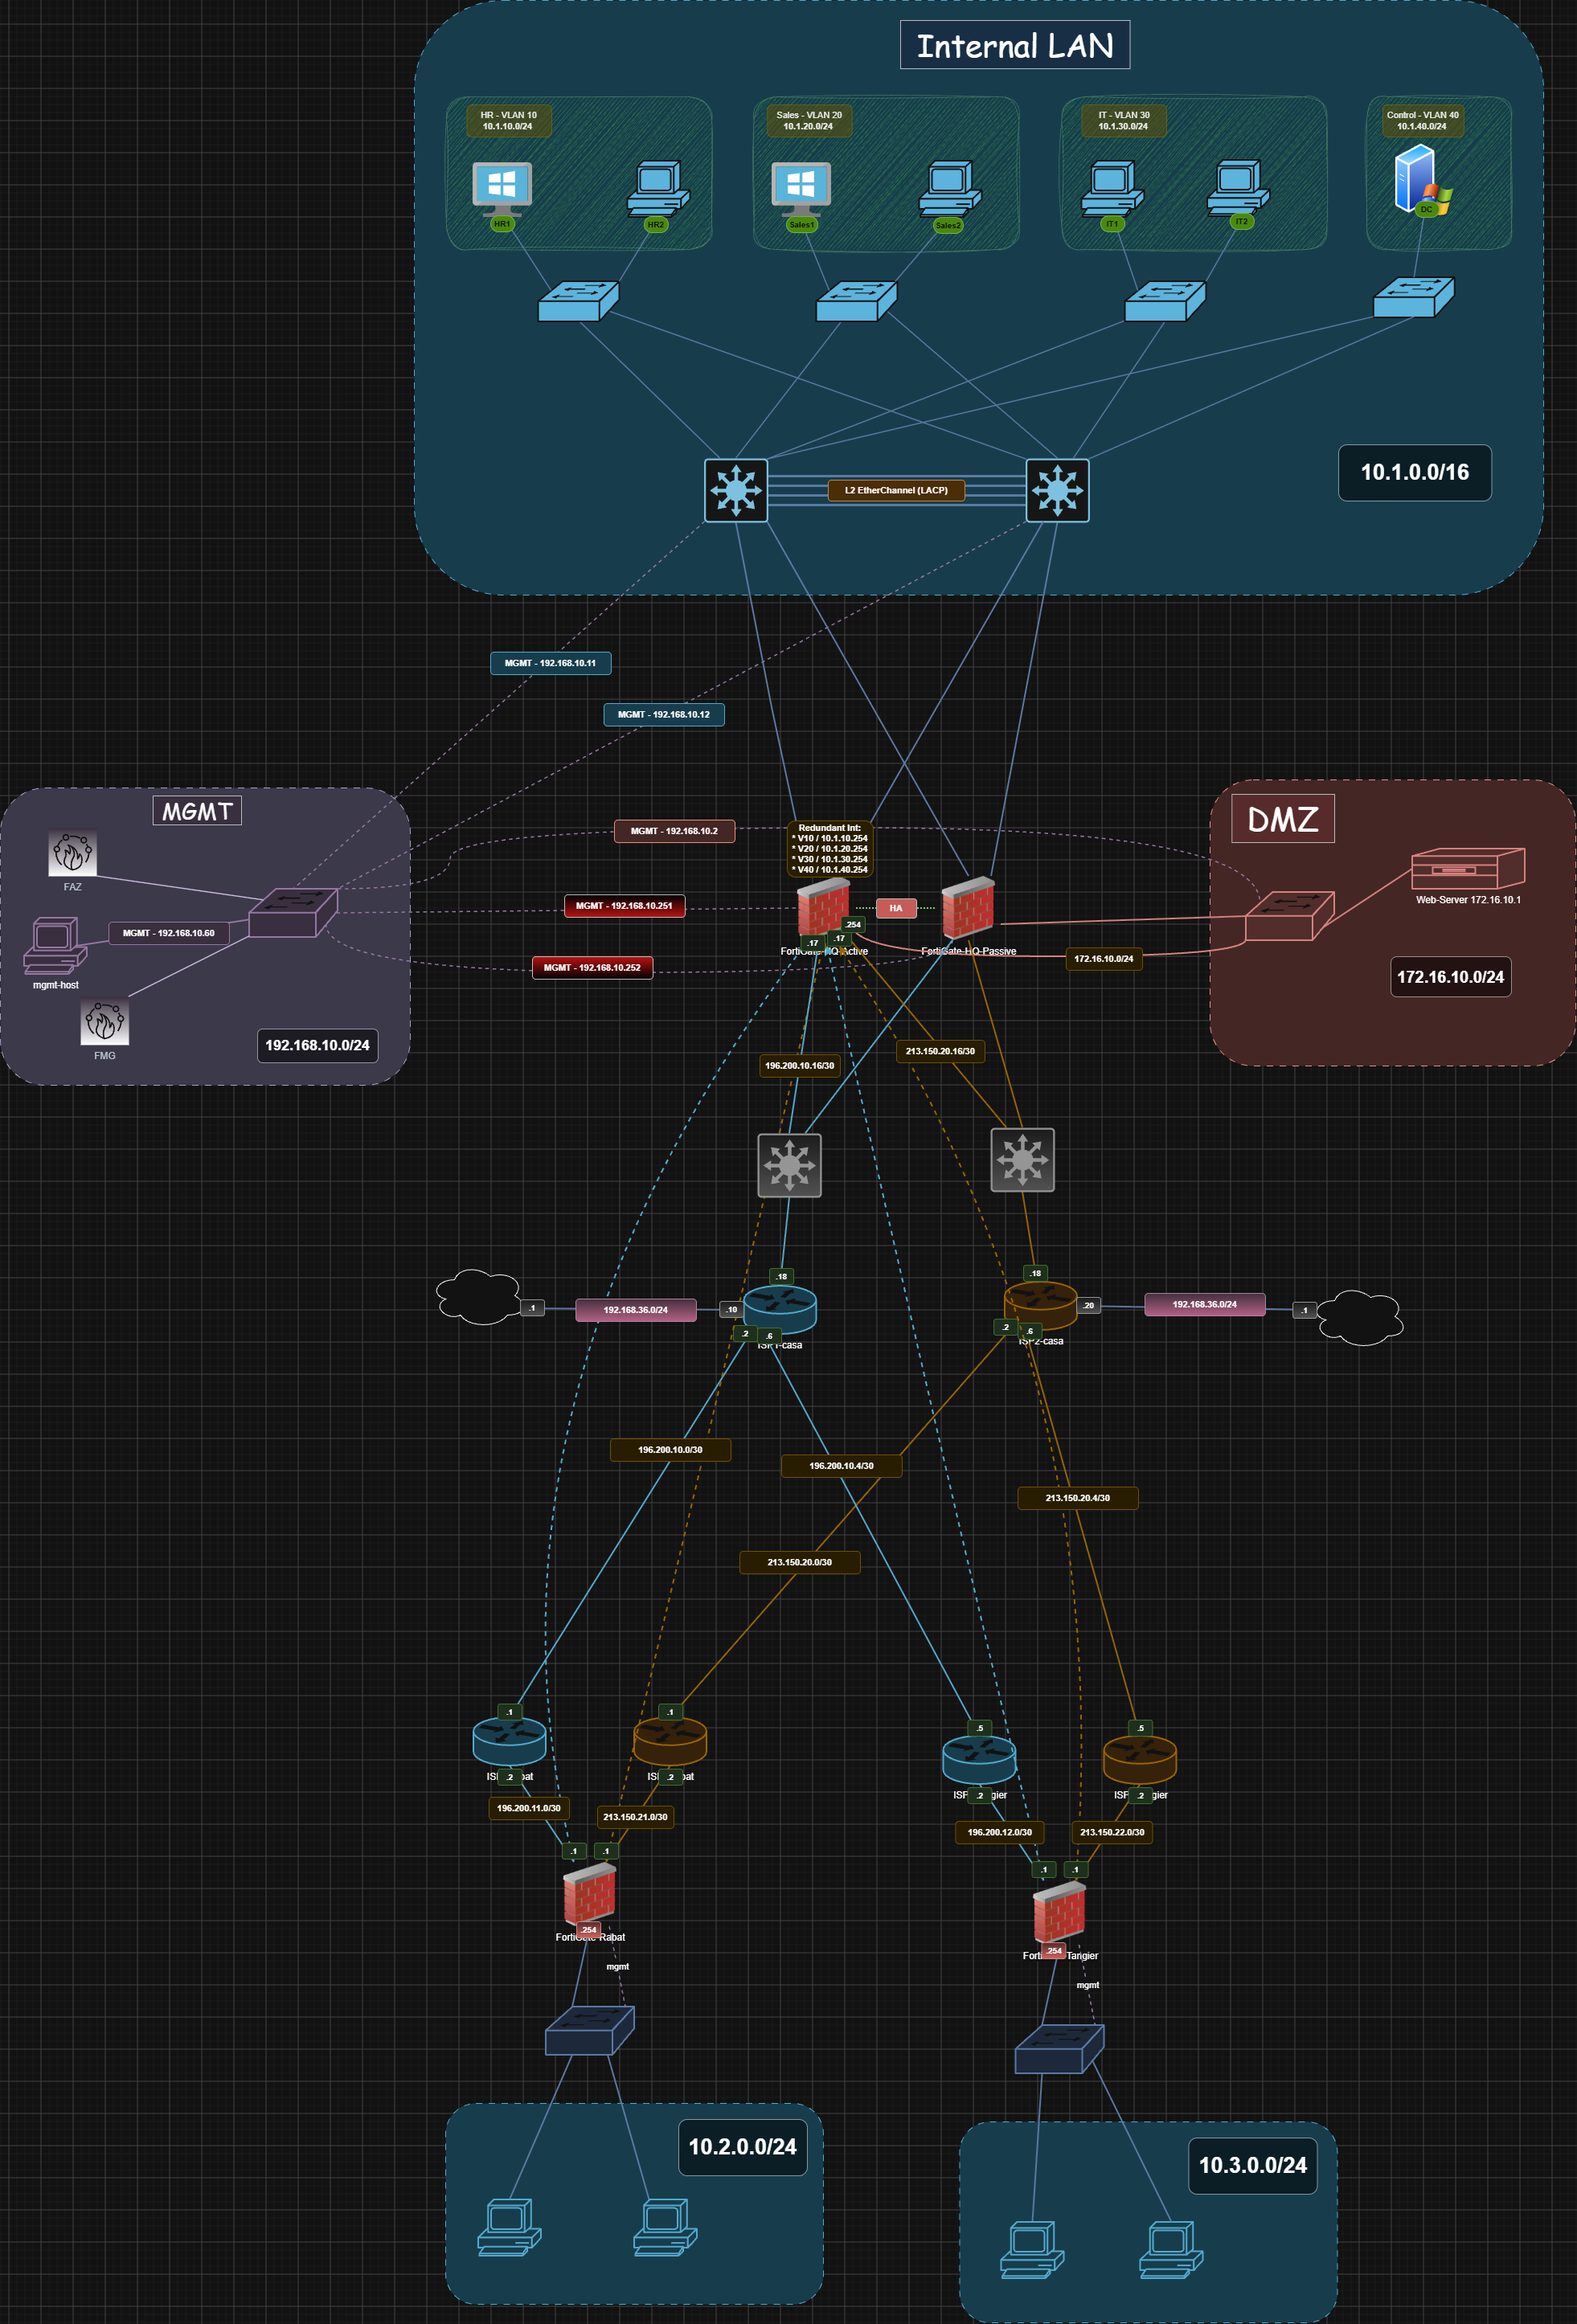 Internal LAN
HR - VLAN 10
10.1.10.0/24
Sales - VLAN 20
10.1.20.0/24
IT - VLAN 30
10.1.30.0/24
Control - VLAN 40
10.1.40.0/24
HR1
HR2
Sales1
Sales2
IT1
IT2
DC
10.1.0.0/16
L2 EtherChannel (LACP)
MGMT - 192.168.10.11
MGMT - 192.168.10.12
MGMT
FAZ
MGMT - 192.168.10.60
mgmt-host
FMG
192.168.10.0/24
MGMT - 192.168.10.2
MGMT - 192.168.10.251
MGMT - 192.168.10.252
Redundant Int:
* V10 / 10.1.10.254
* V20 / 10.1.20.254
* V30 / 10.1.30.254
* V40 / 10.1.40.254
HA
.254
.17
.17
FortiGate-HQ-Passive
DMZ
Web-Server 172.16.10.1
172.16.10.0/24
172.16.10.0/24
196.200.10.16/30
213.150.20.16/30
.18
.18
.1
192.168.36.0/24
.10
.2
.6
.20
192.168.36.0/24
.1
.2
.6
ISP2-casa
196.200.10.0/30
196.200.10.4/30
213.150.20.4/30
213.150.20.0/30
.1
.1
.5
.5
.2
.2
.2
.2
196.200.11.0/30
213.150.21.0/30
196.200.12.0/30
213.150.22.0/30
.1
.1
.1
.1
.254
Rabat
mgmt
.254
Tangier
mgmt
10.2.0.0/24
10.3.0.0/24